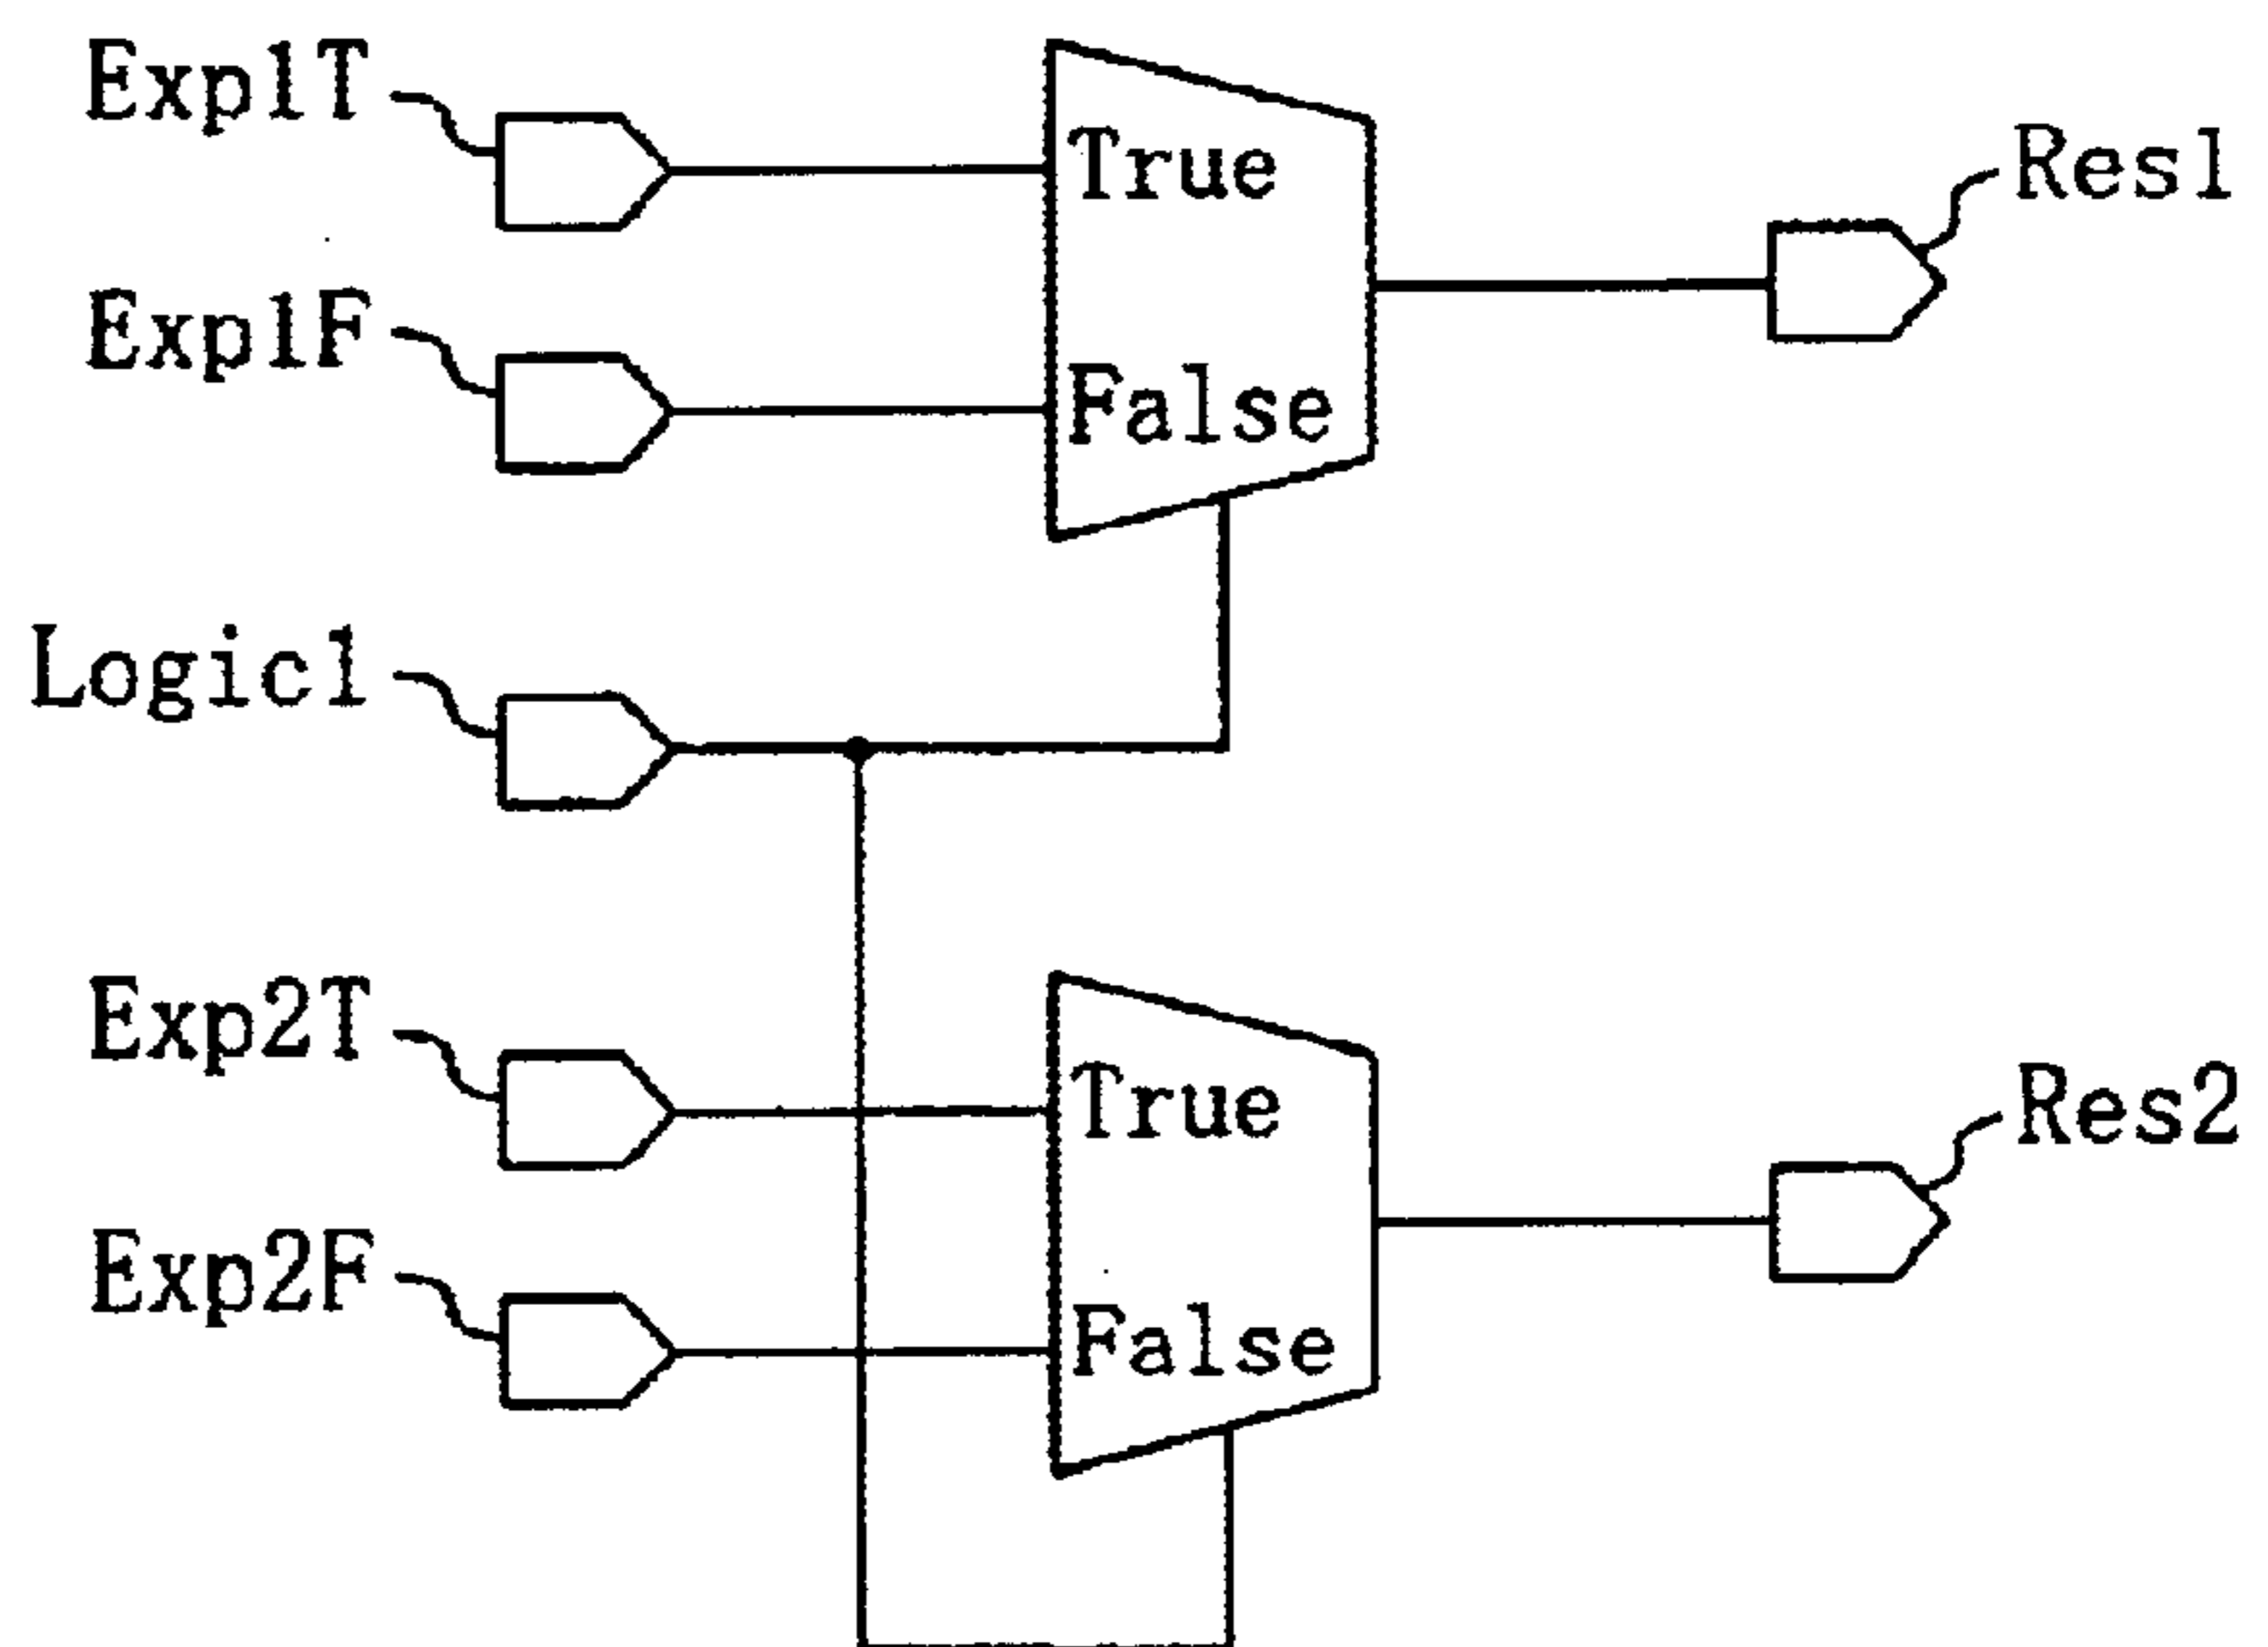 Exp1T
True
Res1
Exp1F
False
Logic1
Exp2T
True
Res2
Exp2F
False